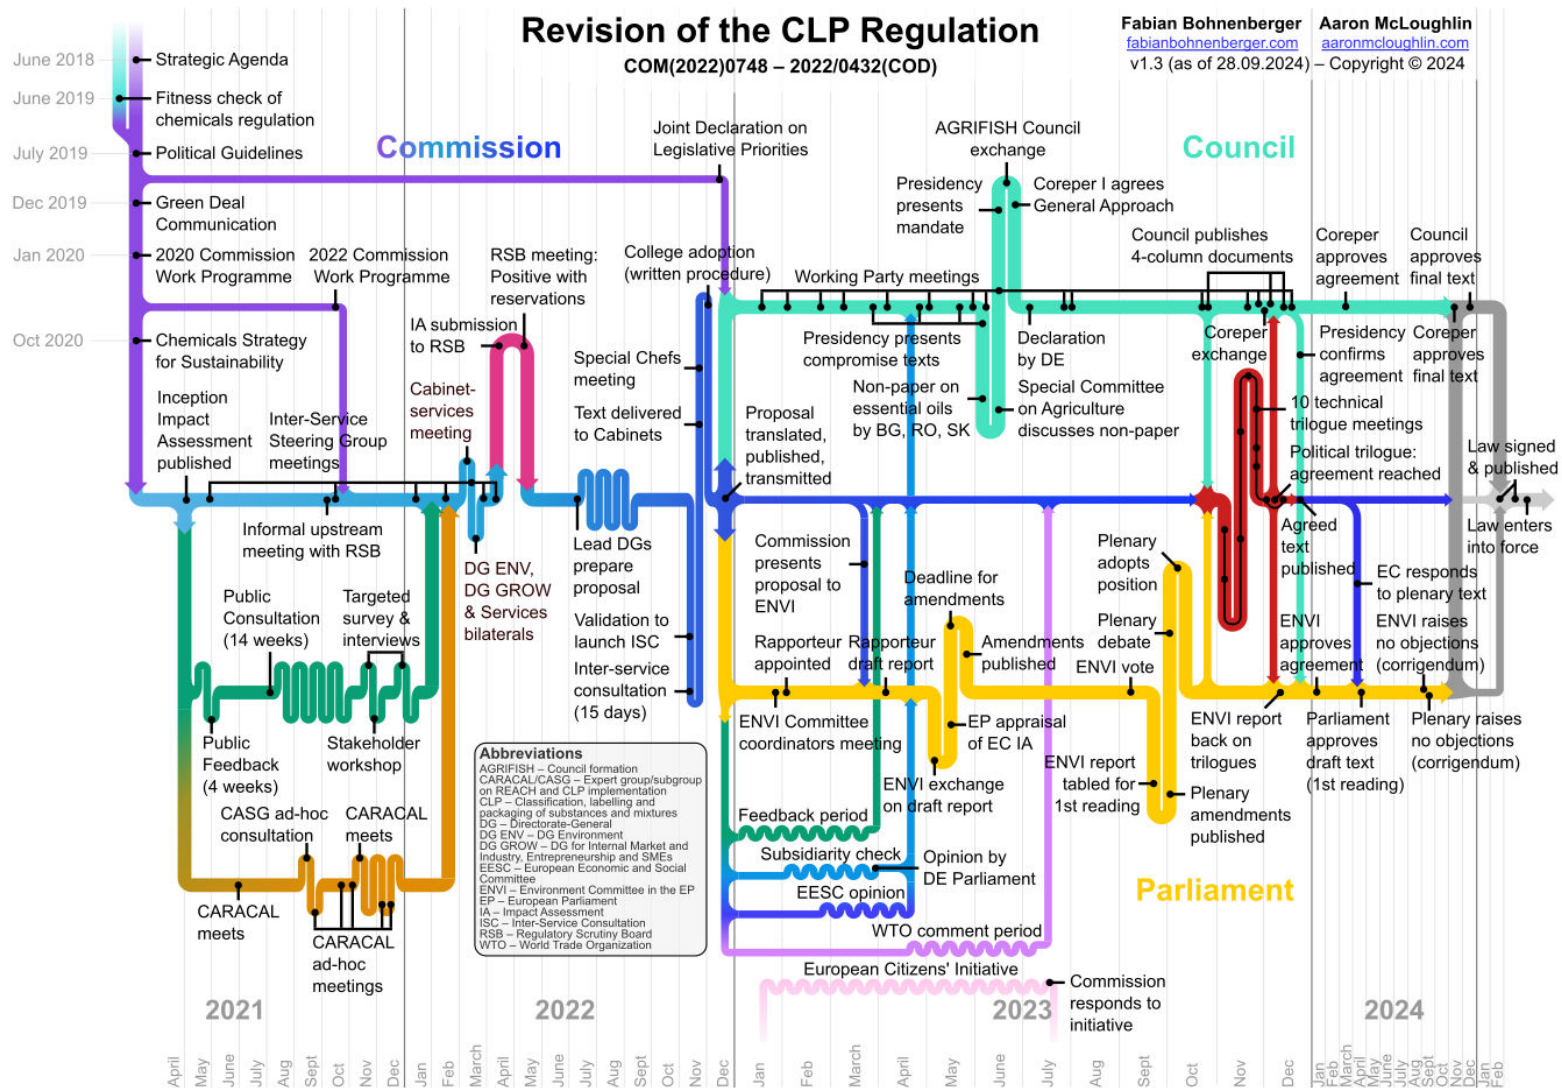 Revision of the CLP Regulation
COM(2022)0748 – 2022/0432(COD)
Fabian Bohnenberger
fabianbohnenberger.com
Aaron McLoughlin
aaronmcloughlin.com
v1.3 (as of 28.09.2024) – Copyright © 2024
June 2018
Strategic Agenda
June 2019
Fitness check of
chemicals regulation
July 2019
Political Guidelines
Dec 2019
Green Deal
Communication
Jan 2020
2020 Commission
Work Programme
2022 Commission
Work Programme
Oct 2020
Chemicals Strategy
for Sustainability
Commission
Council
Parliament
Inception
Impact
Assessment
published
Inter-Service
Steering Group
meetings
Informal upstream
meeting with RSB
Cabinet-
services
meeting
IA submission
to RSB
RSB meeting:
Positive with
reservations
DG ENV,
DG GROW
& Services
bilaterals
Public
Consultation
(14 weeks)
Targeted
survey &
interviews
Public
Feedback
(4 weeks)
Stakeholder
workshop
CASG ad-hoc
consultation
CARACAL
meets
CARACAL
meets
CARACAL
ad-hoc
meetings
Joint Declaration on
Legislative Priorities
College adoption
(written procedure)
Special Chefs
meeting
Text delivered
to Cabinets
Lead DGs
prepare
proposal
Validation to
launch ISC
Inter-service
consultation
(15 days)
Proposal
translated,
published,
transmitted
Abbreviations
AGRIFISH – Council formation
CARACAL/CASG – Expert group/subgroup
on REACH and CLP implementation
CLP – Classification, labelling and
packaging of substances and mixtures
DG – Directorate-General
DG ENV – DG Environment
DG GROW – DG for Internal Market and
Industry, Entrepreneurship and SMEs
EESC – European Economic and Social
Committee
ENVI – Environment Committee in the EP
EP – European Parliament
IA – Impact Assessment
ISC – Inter-Service Consultation
RSB – Regulatory Scrutiny Board
WTO – World Trade Organization
AGRIFISH Council
exchange
Presidency
presents
mandate
Coreper I agrees
General Approach
Working Party meetings
Presidency presents
compromise texts
Declaration
by DE
Non-paper on
essential oils
by BG, RO, SK
Special Committee
on Agriculture
discusses non-paper
Council publishes
4-column documents
Coreper
approves
agreement
Council
approves
final text
Coreper
exchange
Presidency
confirms
agreement
Coreper
approves
final text
10 technical
trilogue meetings
Political trilogue:
agreement reached
Law signed
& published
Agreed
text
published
Law enters
into force
EC responds
to plenary text
Commission
presents
proposal to
ENVI
Deadline for
amendments
Rapporteur
appointed
Rapporteur
draft report
Amendments
published
ENVI Committee
coordinators meeting
EP appraisal
of EC IA
ENVI exchange
on draft report
Plenary
adopts
position
Plenary
debate
ENVI vote
ENVI report
tabled for
1st reading
Plenary
amendments
published
ENVI
approves
agreement
ENVI raises
no objections
(corrigendum)
ENVI report
back on
trilogues
Parliament
approves
draft text
(1st reading)
Plenary raises
no objections
(corrigendum)
Feedback period
Subsidiarity check
Opinion by
DE Parliament
EESC opinion
WTO comment period
European Citizens' Initiative
Commission
responds to
initiative
2021
2022
2023
2024
April
May
June
July
Aug
Sept
Oct
Nov
Dec
Jan
Feb
March
April
May
June
July
Aug
Sept
Oct
Nov
Dec
Jan
Feb
March
April
May
June
July
Aug
Sept
Oct
Nov
Dec
Jan
Feb
March
April
May
June
July
Aug
Sept
Oct
Nov
Dec
Jan
Feb